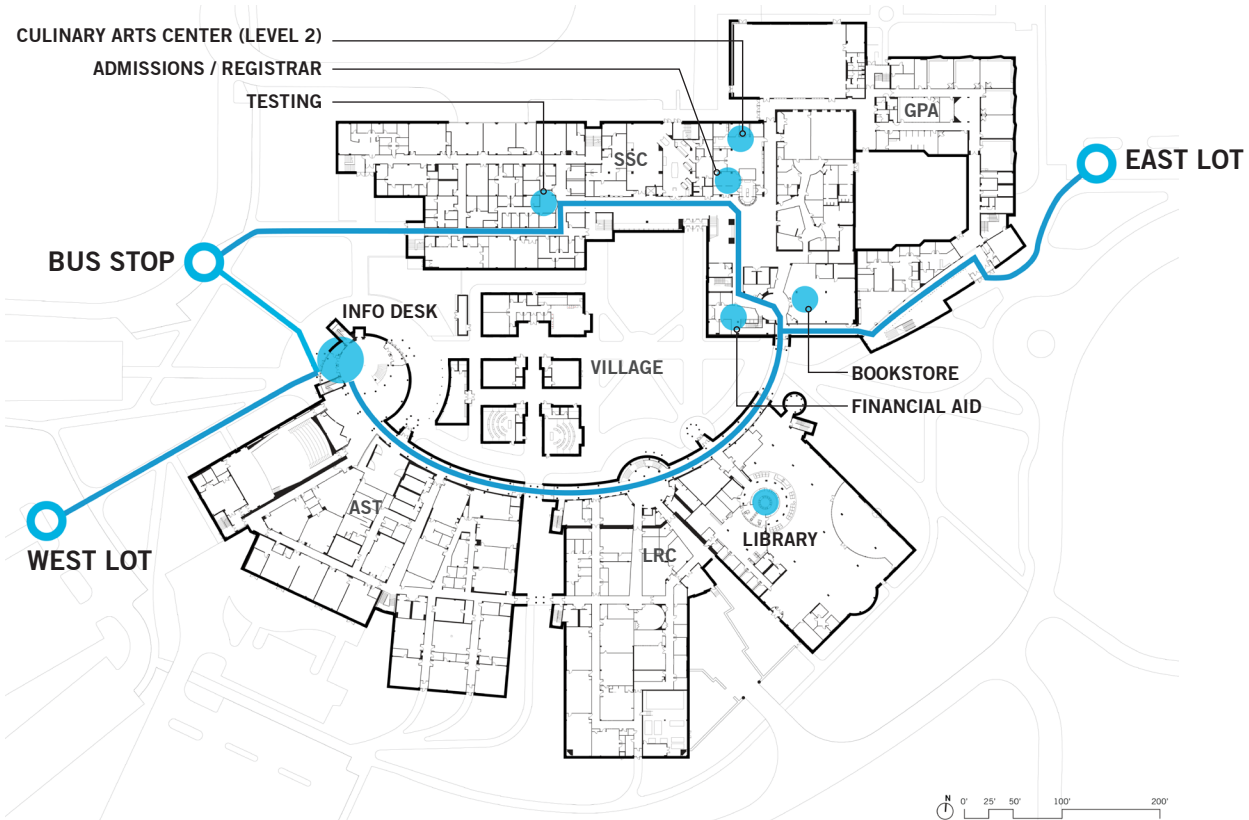 CULINARY ARTS CENTER (LEVEL 2)
ADMISSIONS / REGISTRAR
TESTING
GPA
SSC
EAST LOT
BUS STOP
INFO DESK
VILLAGE
BOOKSTORE
FINANCIAL AID
AST
LIBRARY
LRC
WEST LOT
N
0' 25' 50' 100' 200'